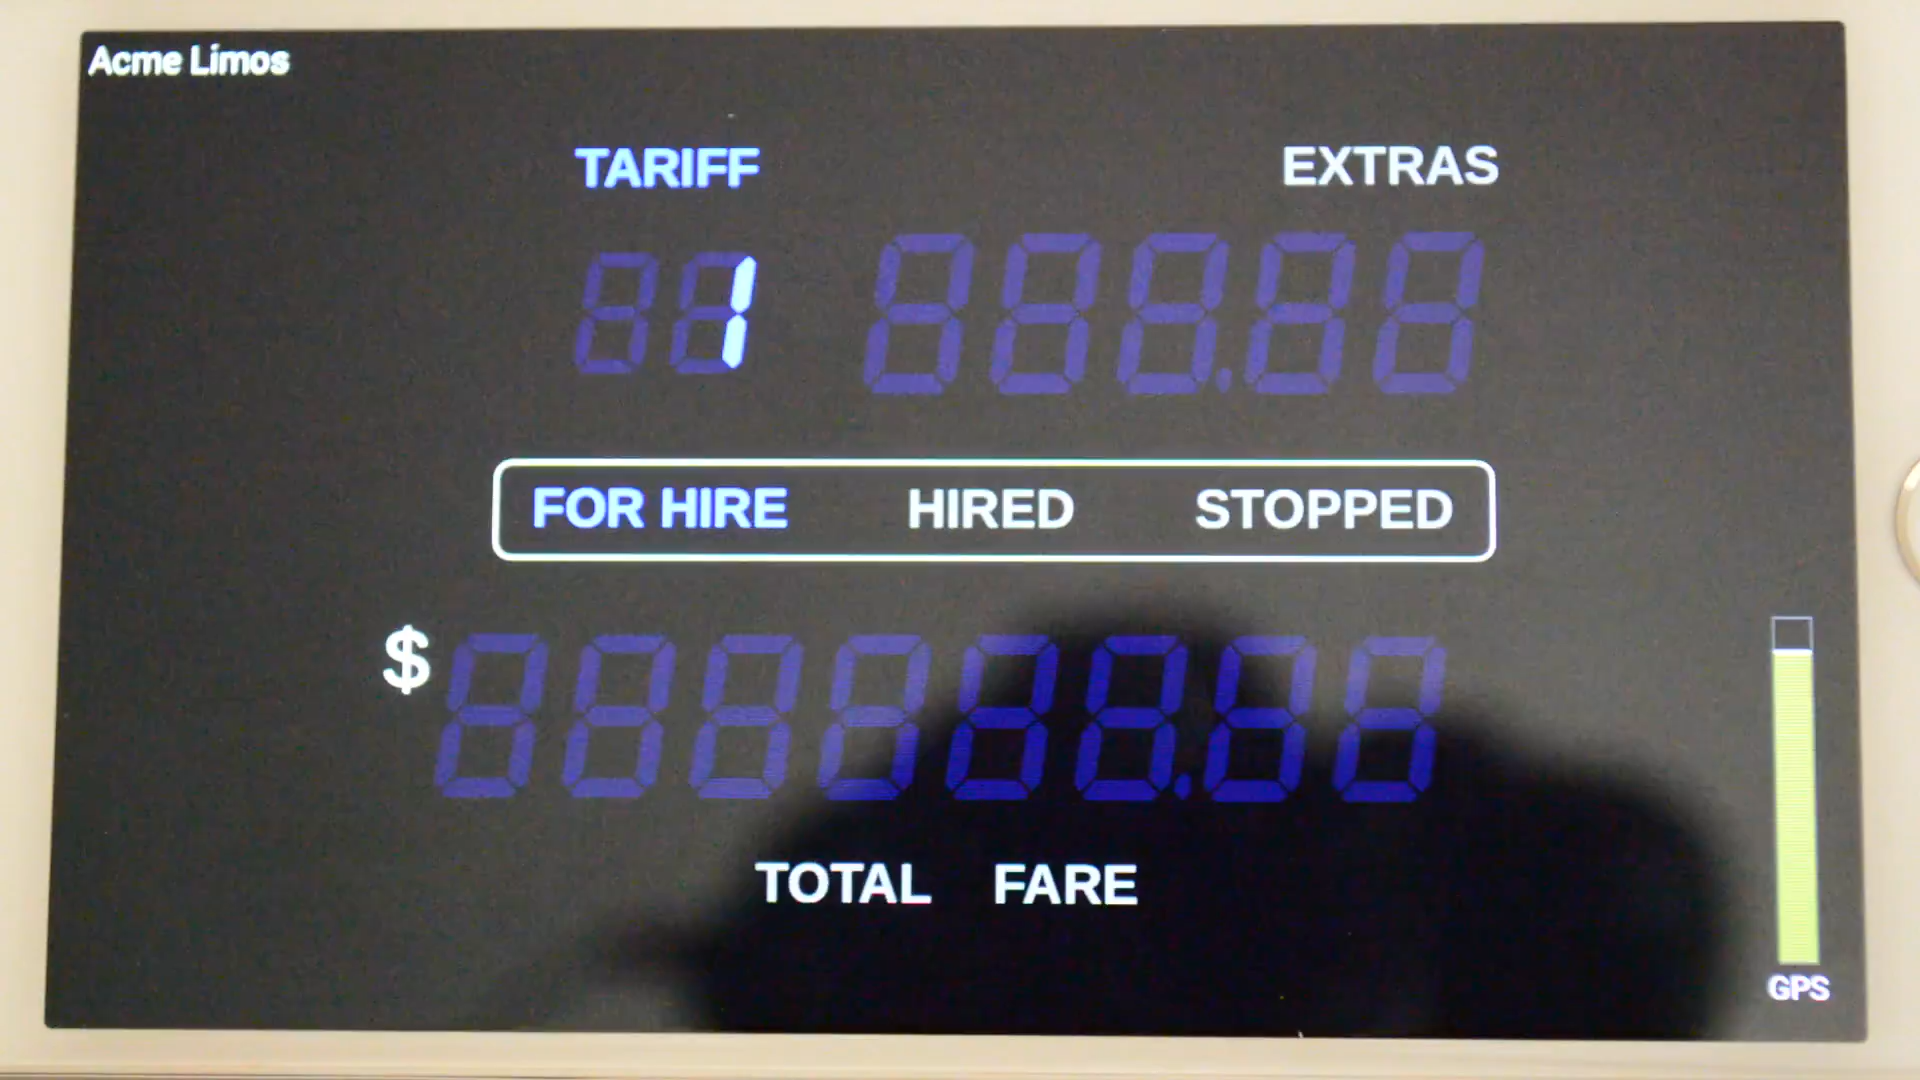 Acme Limos
TARIFF EXTRAS
1
FOR HIRE HIRED STOPPED
$
TOTAL FARE
GPS